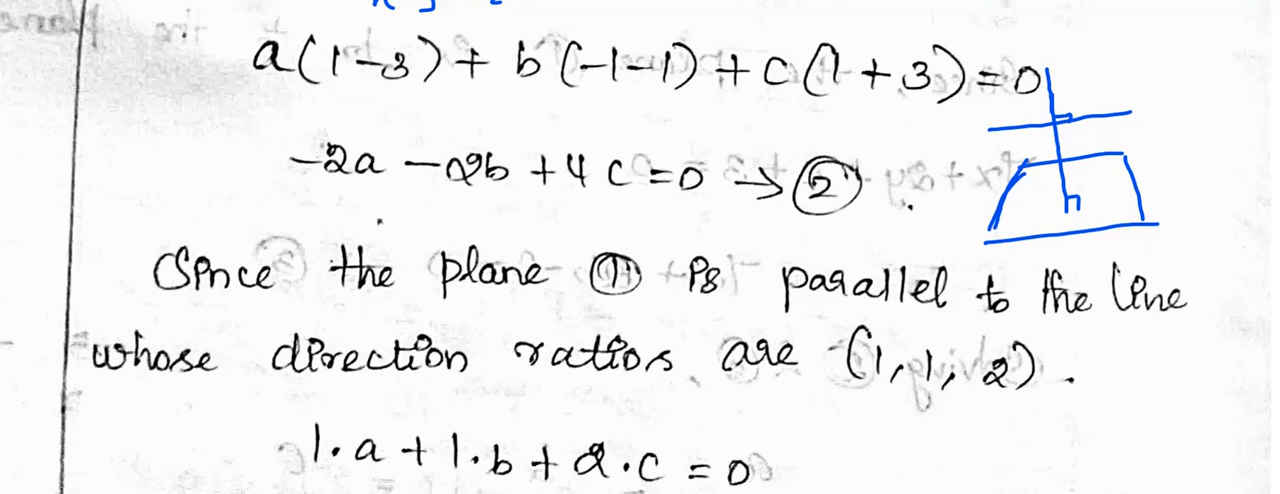 a(1-3) + b(-1-1) + c(1+3) = 0
-2a - 2b + 4c = 0 → ②
Since the plane ① is parallel to the line
whose direction ratios are (1, 1, 2).
1.a + 1.b + 2.c = 0